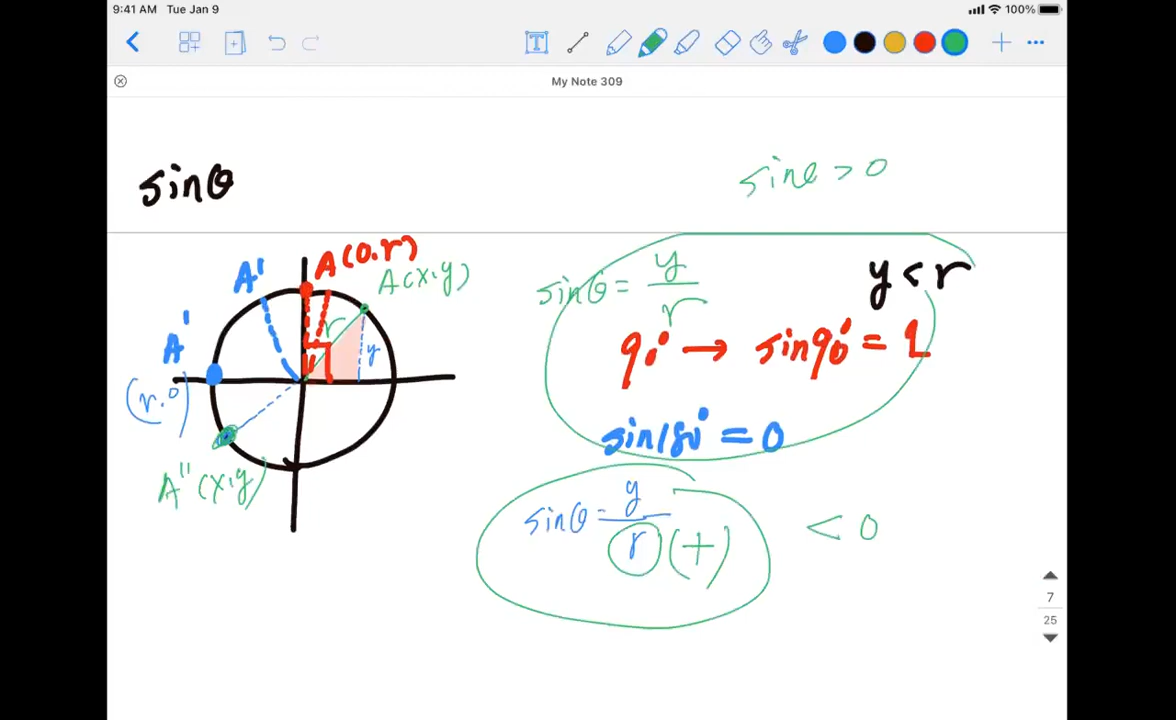 9:41 AM Tue Jan 9
100%
My Note 309
sinθ
sinθ > 0
A(0,r)
A'
A(x,y)
sinθ = y/r
y < r
r
y
90° → sin90° = 1
A'
(r,0)
sin180° = 0
A''(x,y)
sinθ = y/r (+) < 0
7
25